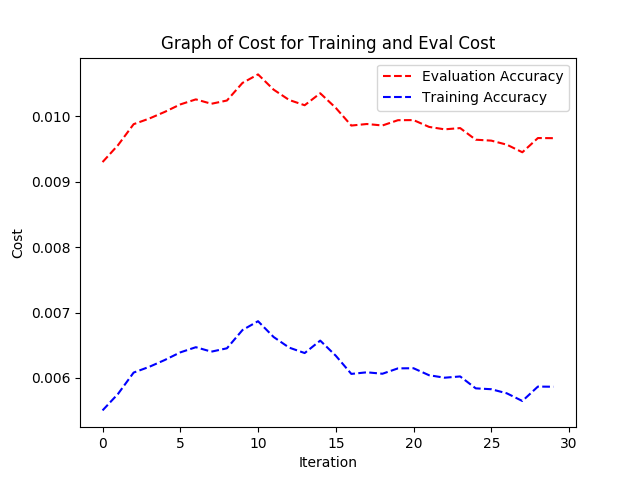 Graph of Cost for Training and Eval Cost
Evaluation Accuracy
Training Accuracy
0.010
0.009
0.008
0.007
0.006
Cost
0 5 10 15 20 25 30
Iteration